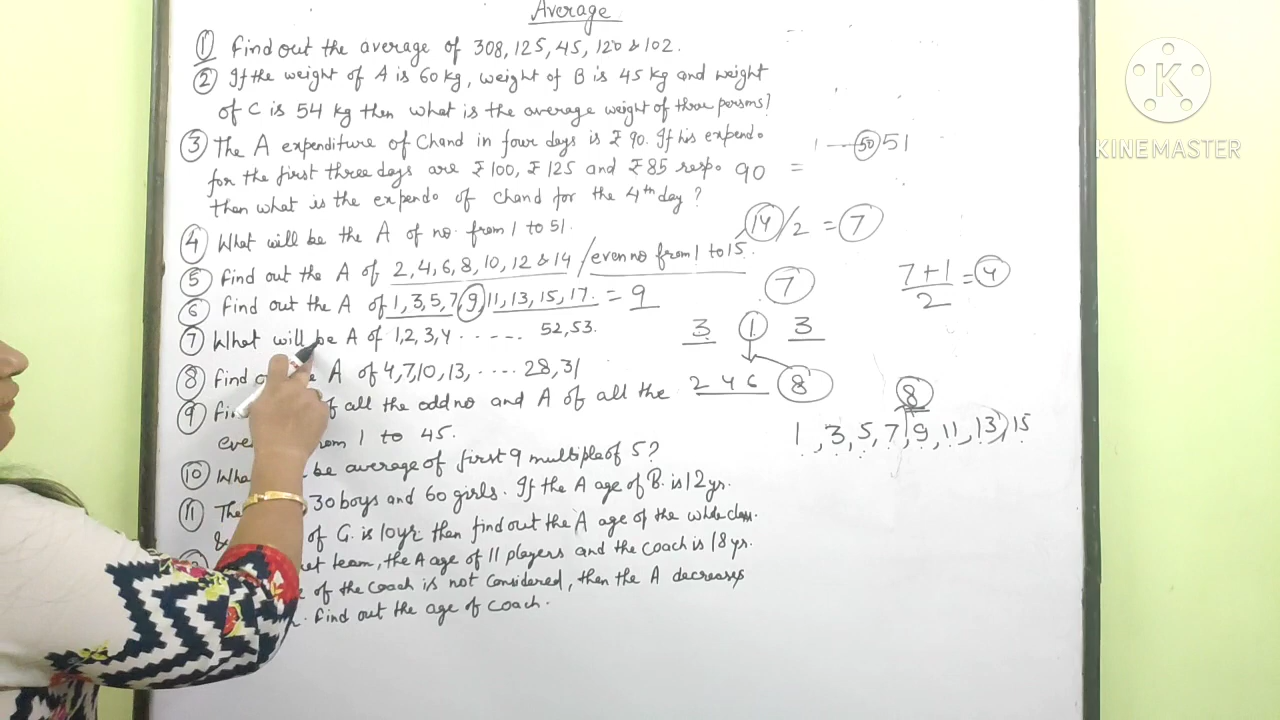 Average
① Find out the average of 308, 125, 45, 120 & 102.
② If the weight of A is 60 kg, weight of B is 45 kg and weight
of C is 54 kg then what is the average weight of three persons?
③ The A expenditure of Chand in four days is ₹ 90. If his expend.
for the first three days are ₹100, ₹ 125 and ₹ 85 resp.
then what is the expend. of Chand for the 4th day?
④ What will be the A of no. from 1 to 51.
⑤ Find out the A of 2, 4, 6, 8, 10, 12 & 14 / even no from 1 to 15.
⑥ Find out the A of 1, 3, 5, 7, 9, 11, 13, 15, 17. = 9
⑦ What will be A of 1, 2, 3, 4 ...... 52, 53.
⑧ Find A of 4, 7, 10, 13, .... 28, 31
⑨ of all the odd no and A of all the
1 to 45.
⑩ be average of first 9 multiple of 5?
⑪ 30 boys and 60 girls. If the A age of B. is 12 yr.
& of G. is 10 yr then find out the A age of the whole class.
team, the A age of 11 players and the coach is 18 yr.
of the coach is not considered, then the A decreases
Find out the age of coach.
1 — 50 51
90 =
14 / 2 = 7
7
7 + 1 / 2 = 4
3 1 3
2 4 6 8
8
1, 3, 5, 7, 9, 11, 13, 15
K
KINEMASTER